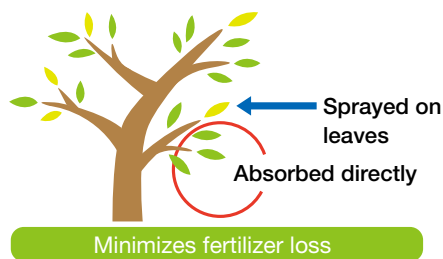 Sprayed on
leaves
Absorbed directly
Minimizes fertilizer loss